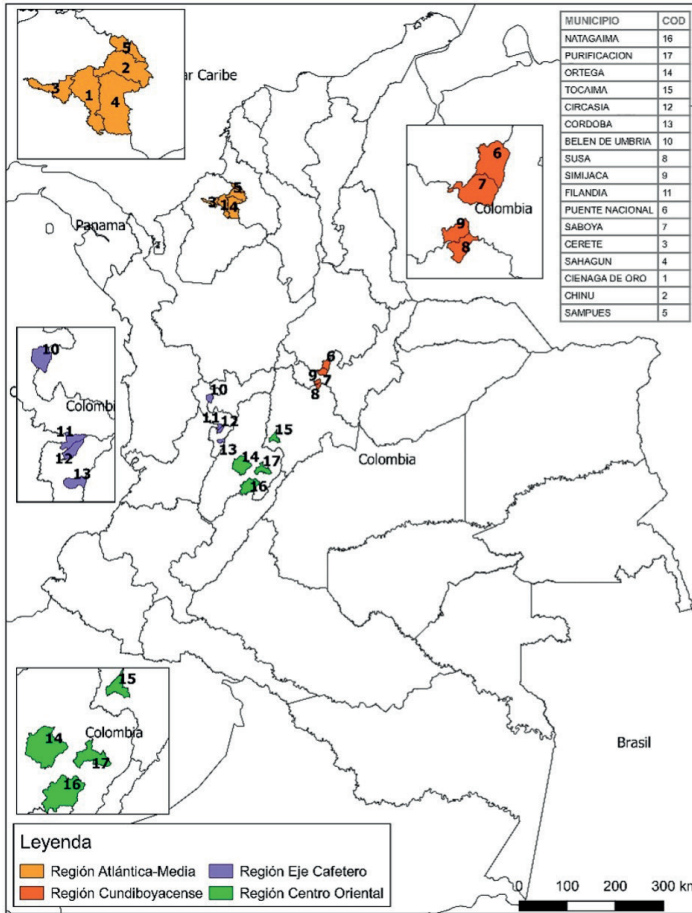 5
2
3
1
4
ar Caribe
MUNICIPIO COD
NATAGAIMA 16
PURIFICACION 17
ORTEGA 14
TOCAIMA 15
CIRCASIA 12
CORDOBA 13
BELEN DE UMBRIA 10
SUSA 8
SIMIJACA 9
FILANDIA 11
PUENTE NACIONAL 6
SABOYA 7
CERETE 3
SAHAGUN 4
CIENAGA DE ORO 1
CHINU 2
SAMPUES 5
6
7
Colombia
9
8
5
3 1 4
Panama
10
Colombi
11
12
13
6
9 7
8
10
11 12
13
15
14 17
16
Colombia
15
14 Colombia
17
16
Brasil
Leyenda
Región Atlántica-Media Región Eje Cafetero
Región Cundiboyacense Región Centro Oriental
0 100 200 300 km